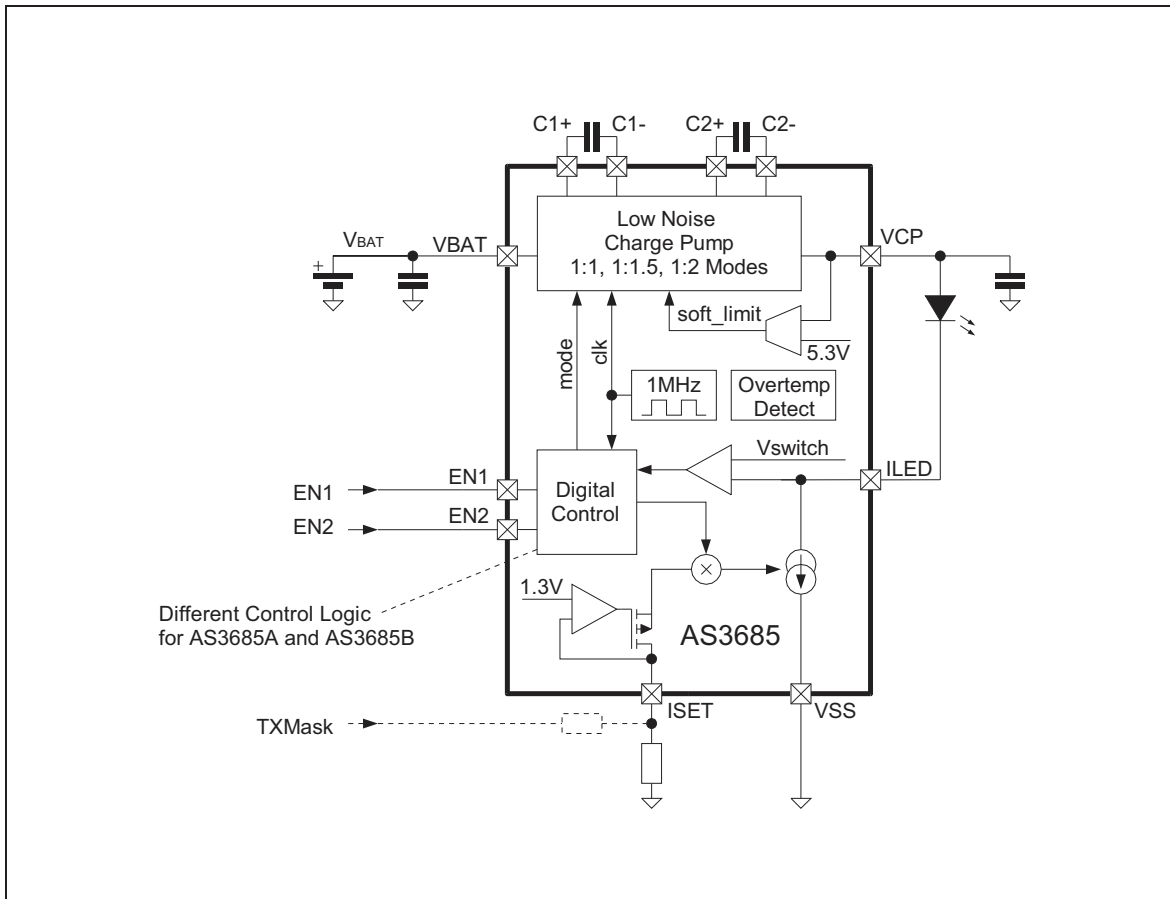 C1+ C1- C2+ C2-
Low Noise
Charge Pump
1:1, 1:1.5, 1:2 Modes
VBAT VBAT
+
VCP
soft_limit
5.3V
mode
clk
1MHz
Overtemp
Detect
Vswitch
ILED
EN1 EN1
EN2 EN2
Digital
Control
×
1.3V
Different Control Logic
for AS3685A and AS3685B
AS3685
ISET
VSS
TXMask